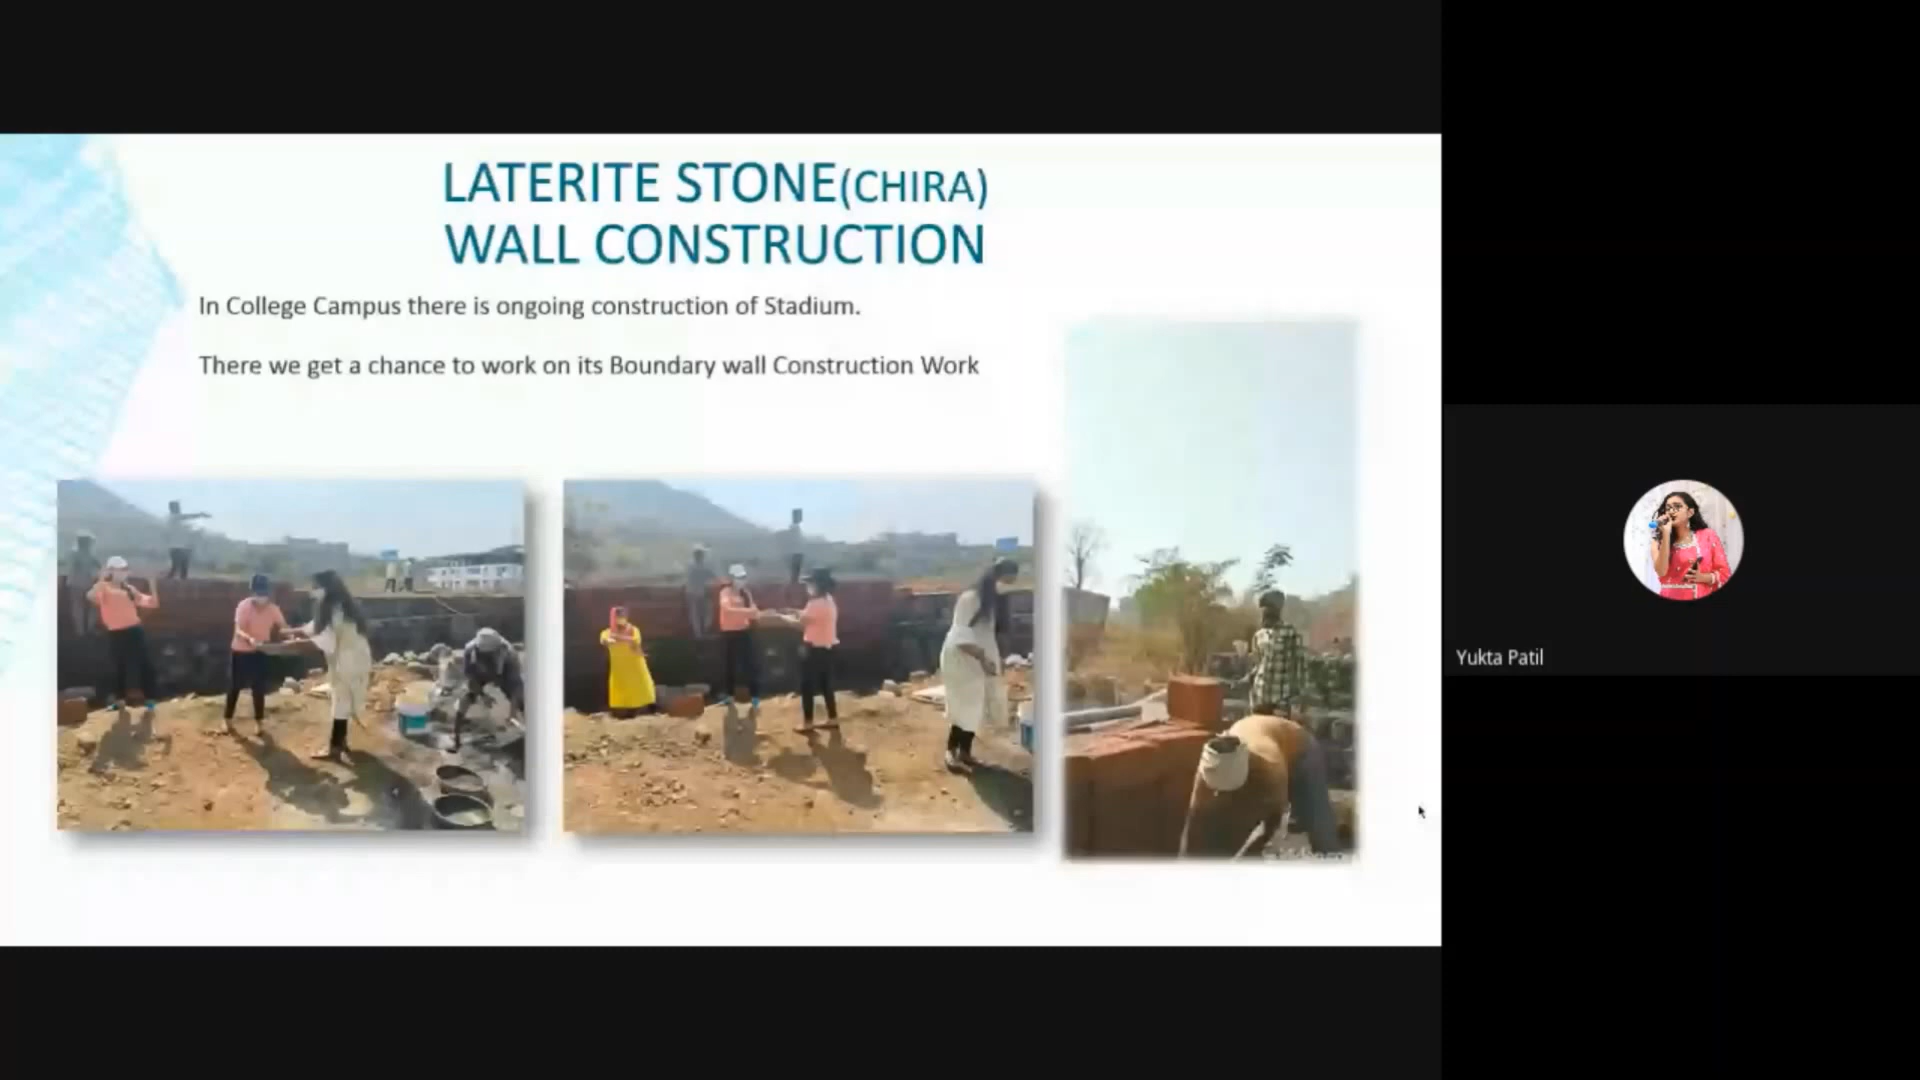 LATERITE STONE(CHIRA)
WALL CONSTRUCTION
In College Campus there is ongoing construction of Stadium.
There we get a chance to work on its Boundary wall Construction Work
Yukta Patil